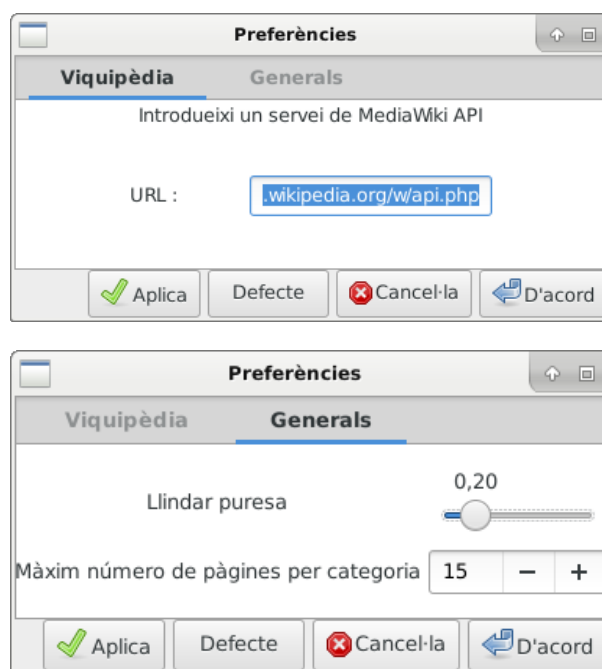 Preferències
Viquipèdia Generals
Introdueixi un servei de MediaWiki API
URL : .wikipedia.org/w/api.php
Aplica Defecte Cancel·la D'acord
Preferències
Viquipèdia Generals
0,20
Llindar puresa
Màxim número de pàgines per categoria 15 − +
Aplica Defecte Cancel·la D'acord